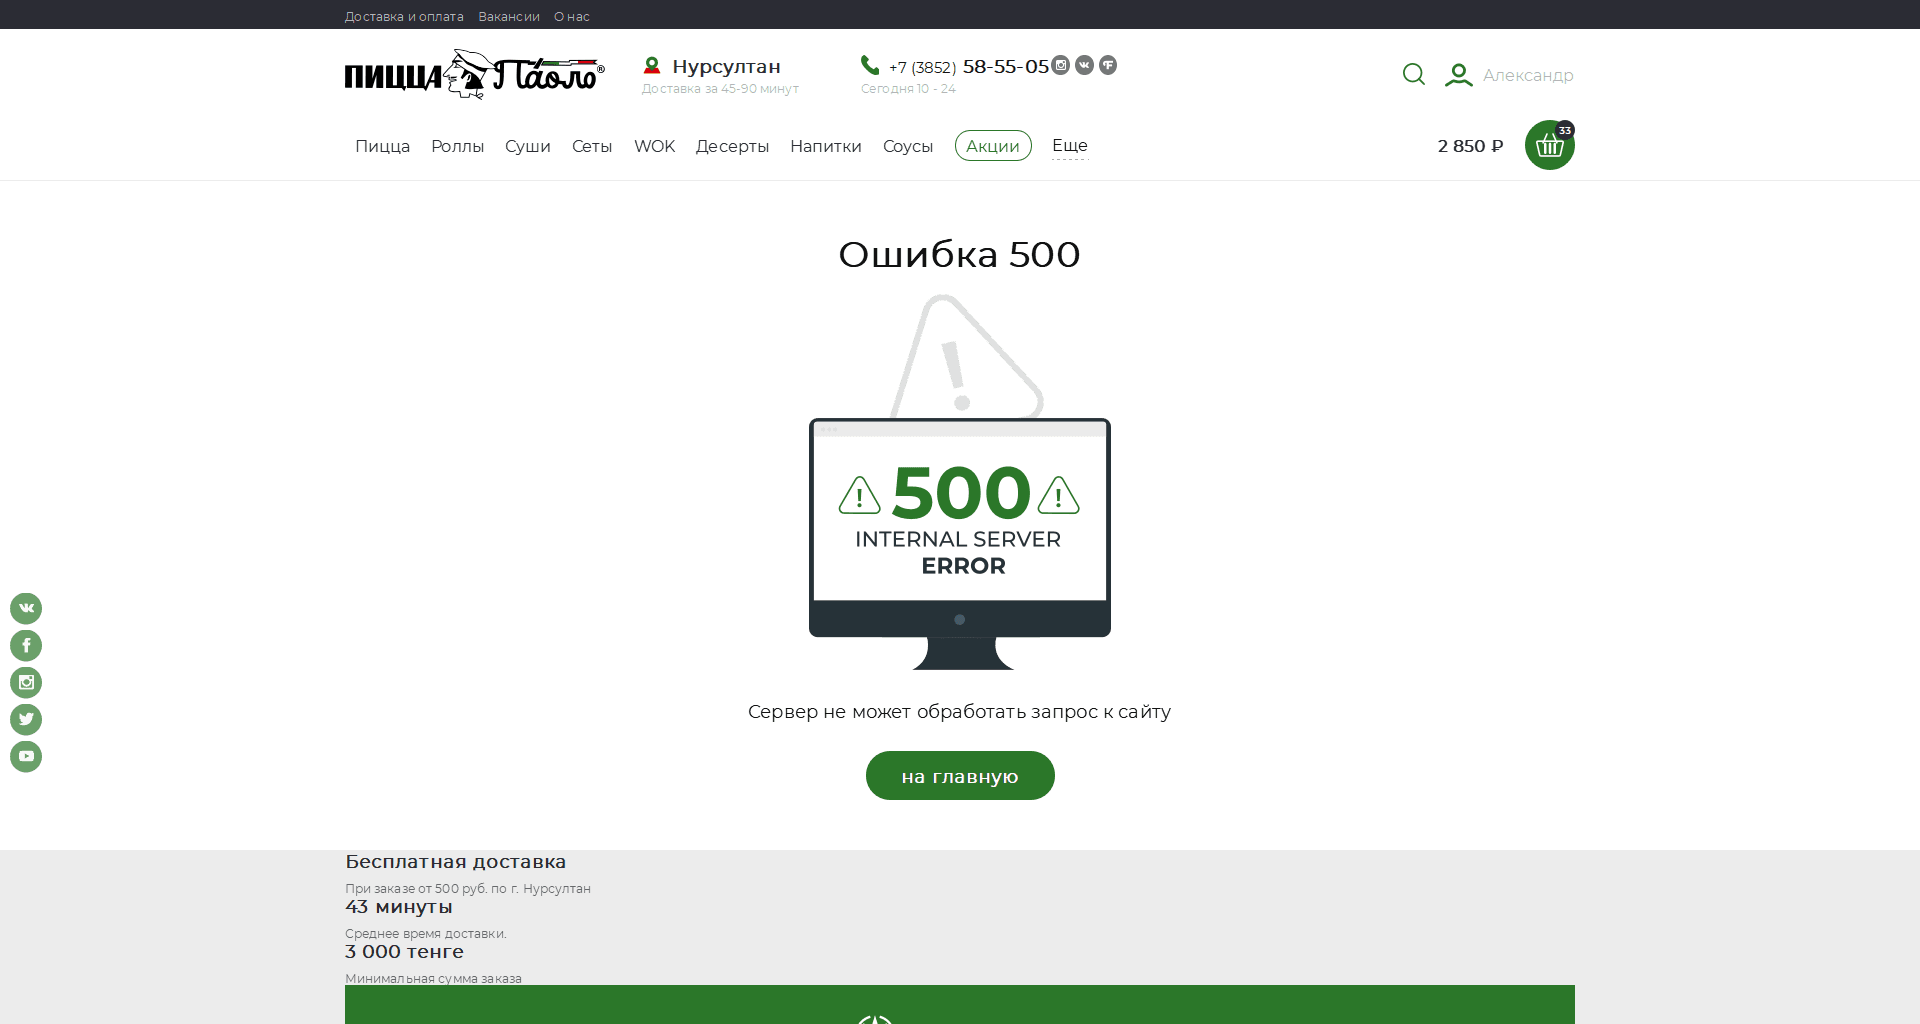 Доставка и оплата Вакансии О нас
ПИЦЦА Паоло®
Нурсултан
Доставка за 45-90 минут
+7 (3852) 58-55-05
Сегодня 10 - 24
Александр
Пицца Роллы Суши Сеты WOK Десерты Напитки Соусы Акции Еще
2 850 ₽
33
Ошибка 500
500
INTERNAL SERVER
ERROR
Сервер не может обработать запрос к сайту
на главную
Бесплатная доставка
При заказе от 500 руб. по г. Нурсултан
43 минуты
Среднее время доставки.
3 000 тенге
Минимальная сумма заказа